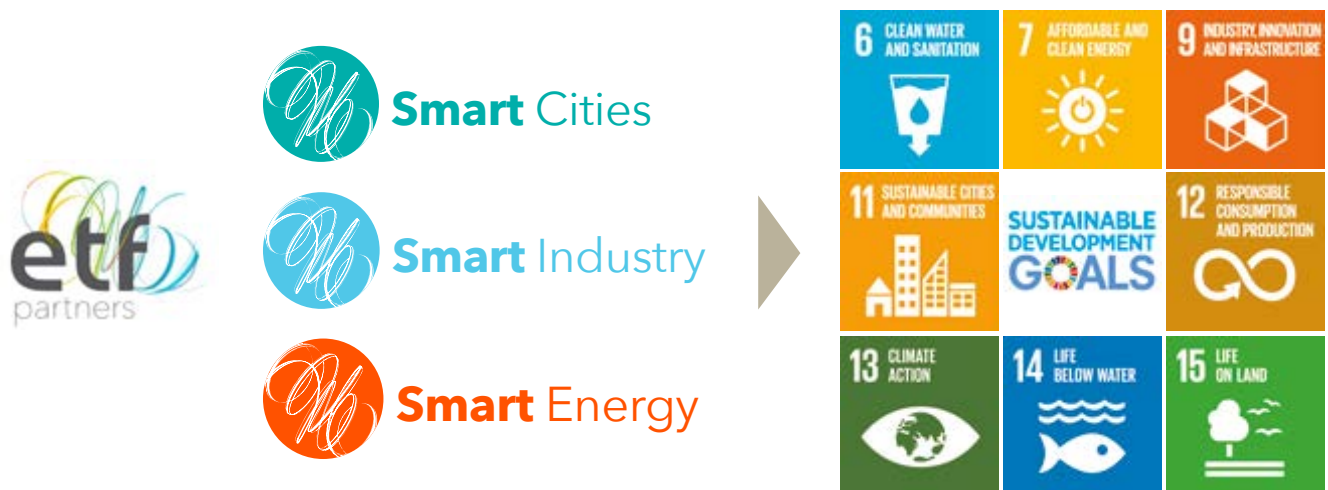 etf
partners
Smart Cities
Smart Industry
Smart Energy
6 CLEAN WATER
AND SANITATION
7 AFFORDABLE AND
CLEAN ENERGY
9 INDUSTRY, INNOVATION
AND INFRASTRUCTURE
11 SUSTAINABLE CITIES
AND COMMUNITIES
SUSTAINABLE
DEVELOPMENT
GOALS
12 RESPONSIBLE
CONSUMPTION
AND PRODUCTION
13 CLIMATE
ACTION
14 LIFE
BELOW WATER
15 LIFE
ON LAND